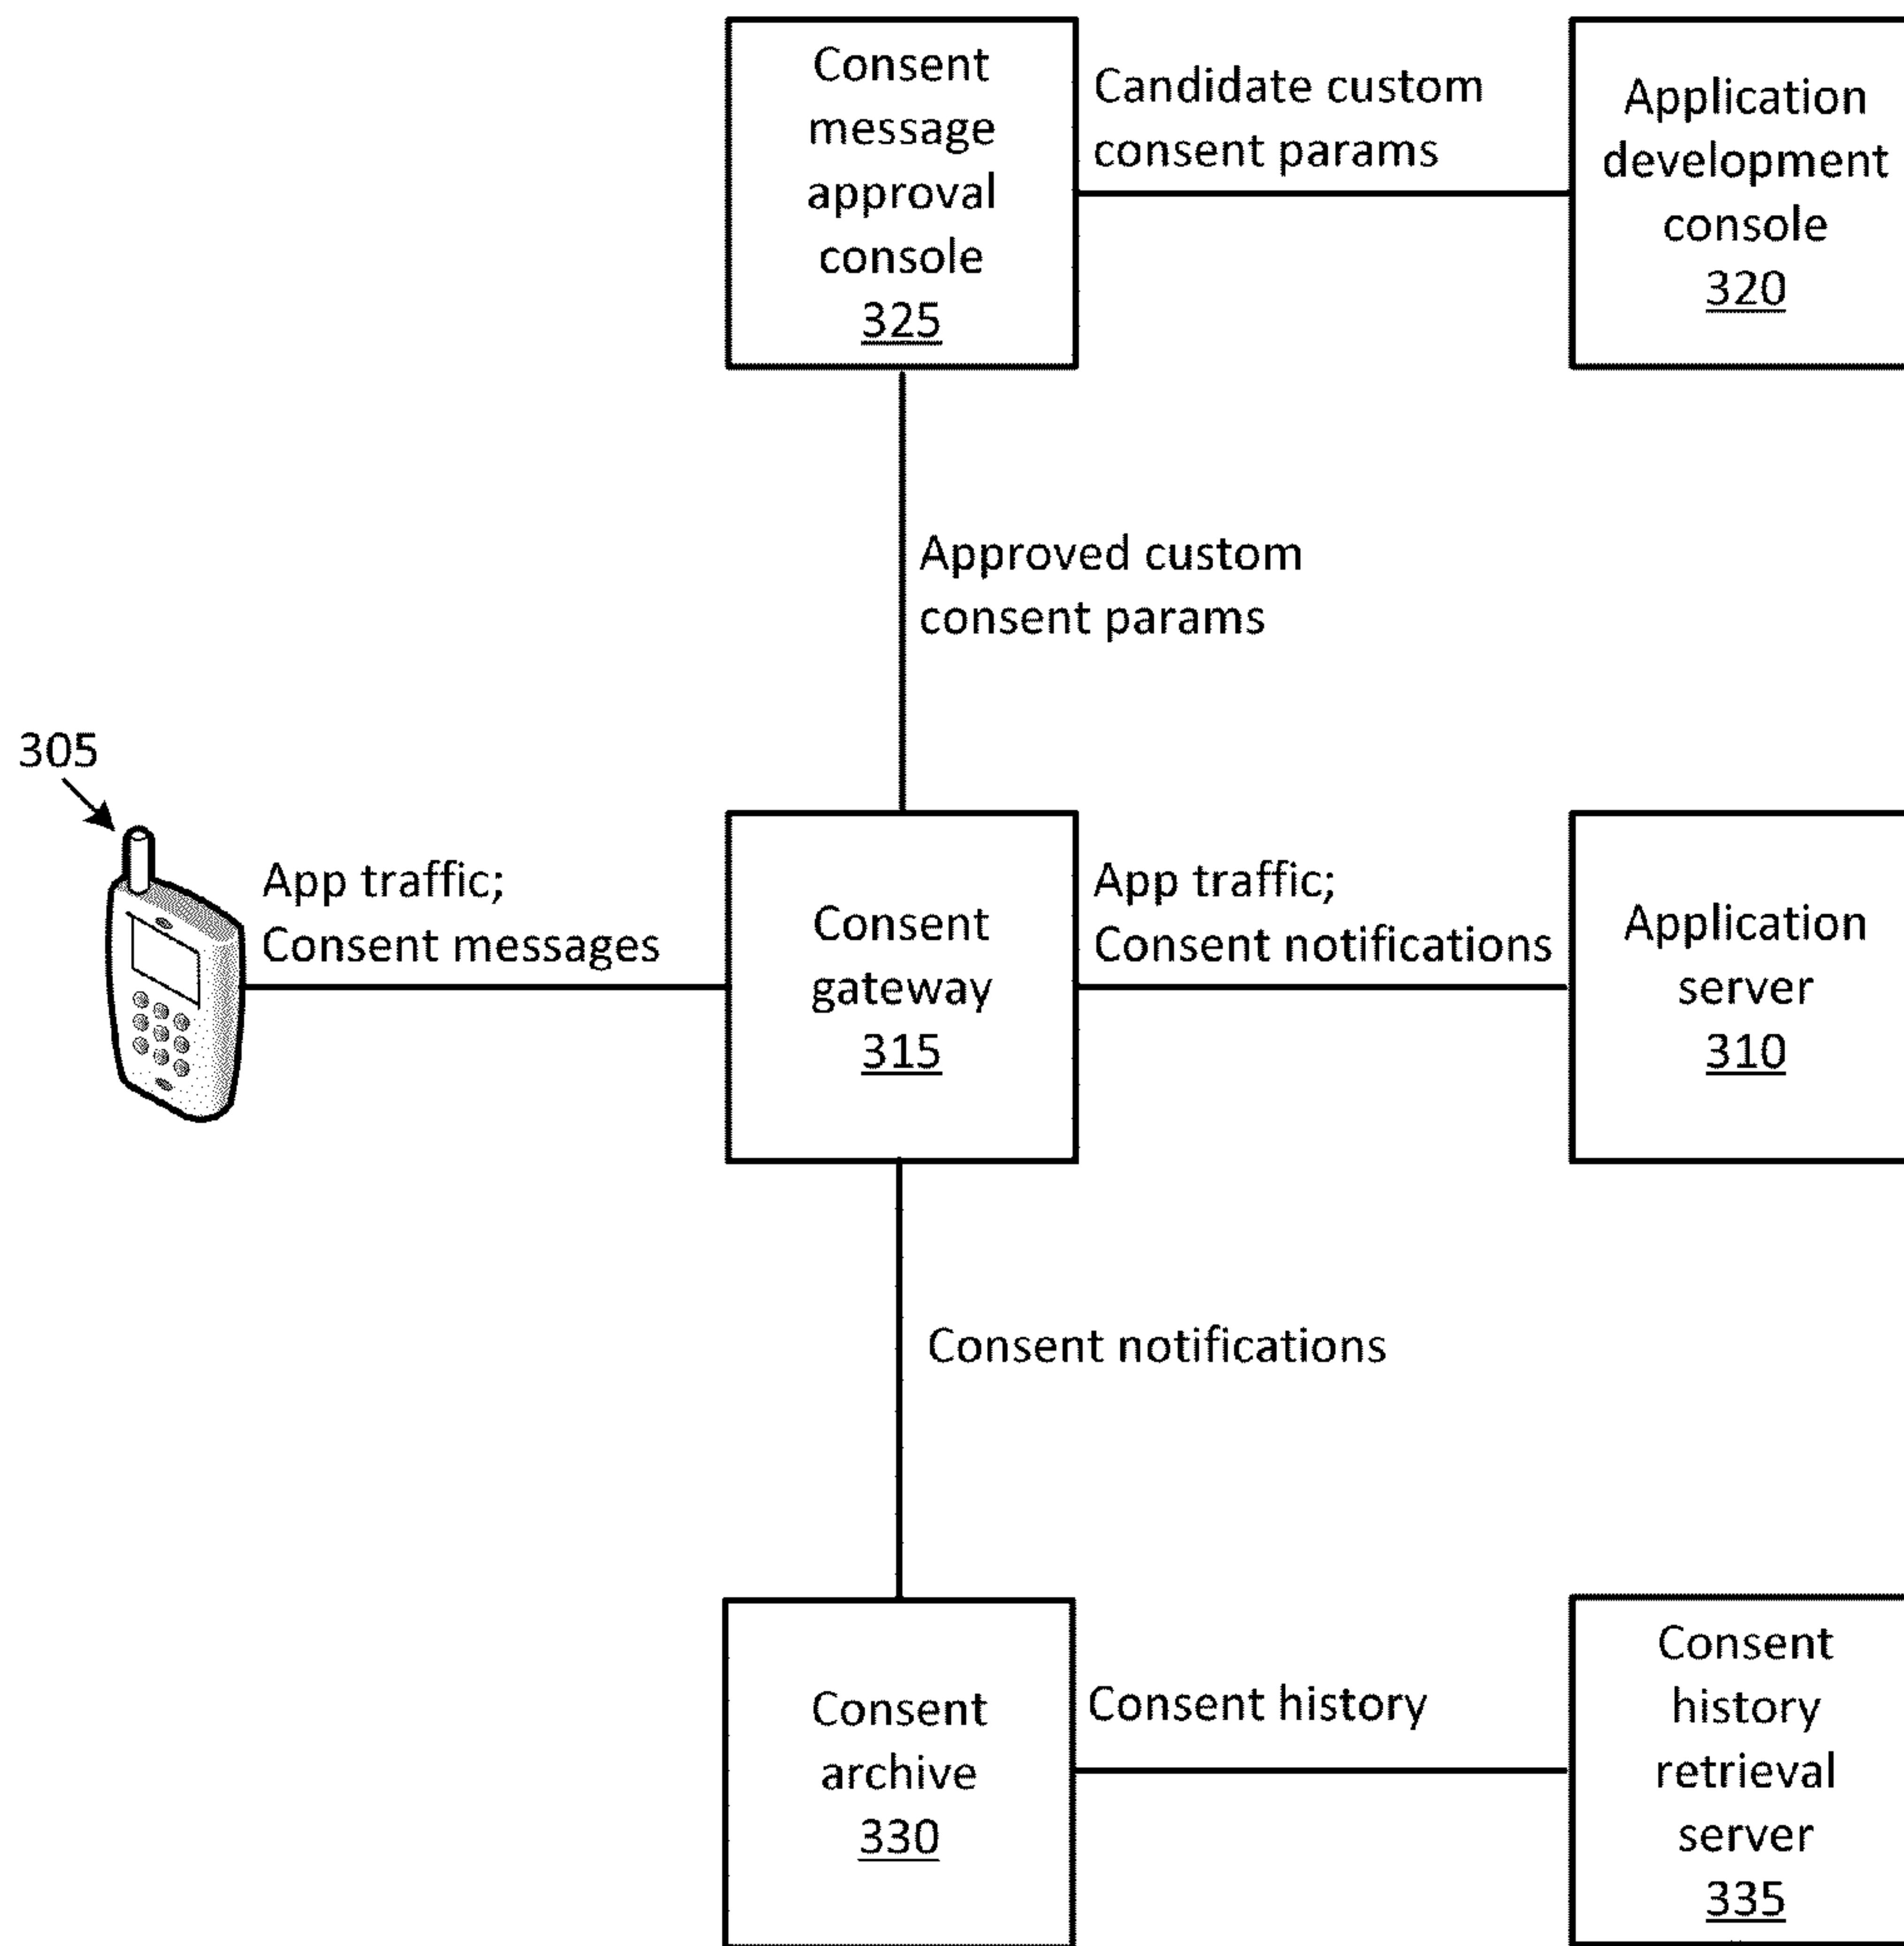 Consent
message
approval
console
325
Candidate custom
consent params
Application
development
console
320
Approved custom
consent params
305
App traffic;
Consent messages
Consent
gateway
315
App traffic;
Consent notifications
Application
server
310
Consent notifications
Consent
archive
330
Consent history
Consent
history
retrieval
server
335